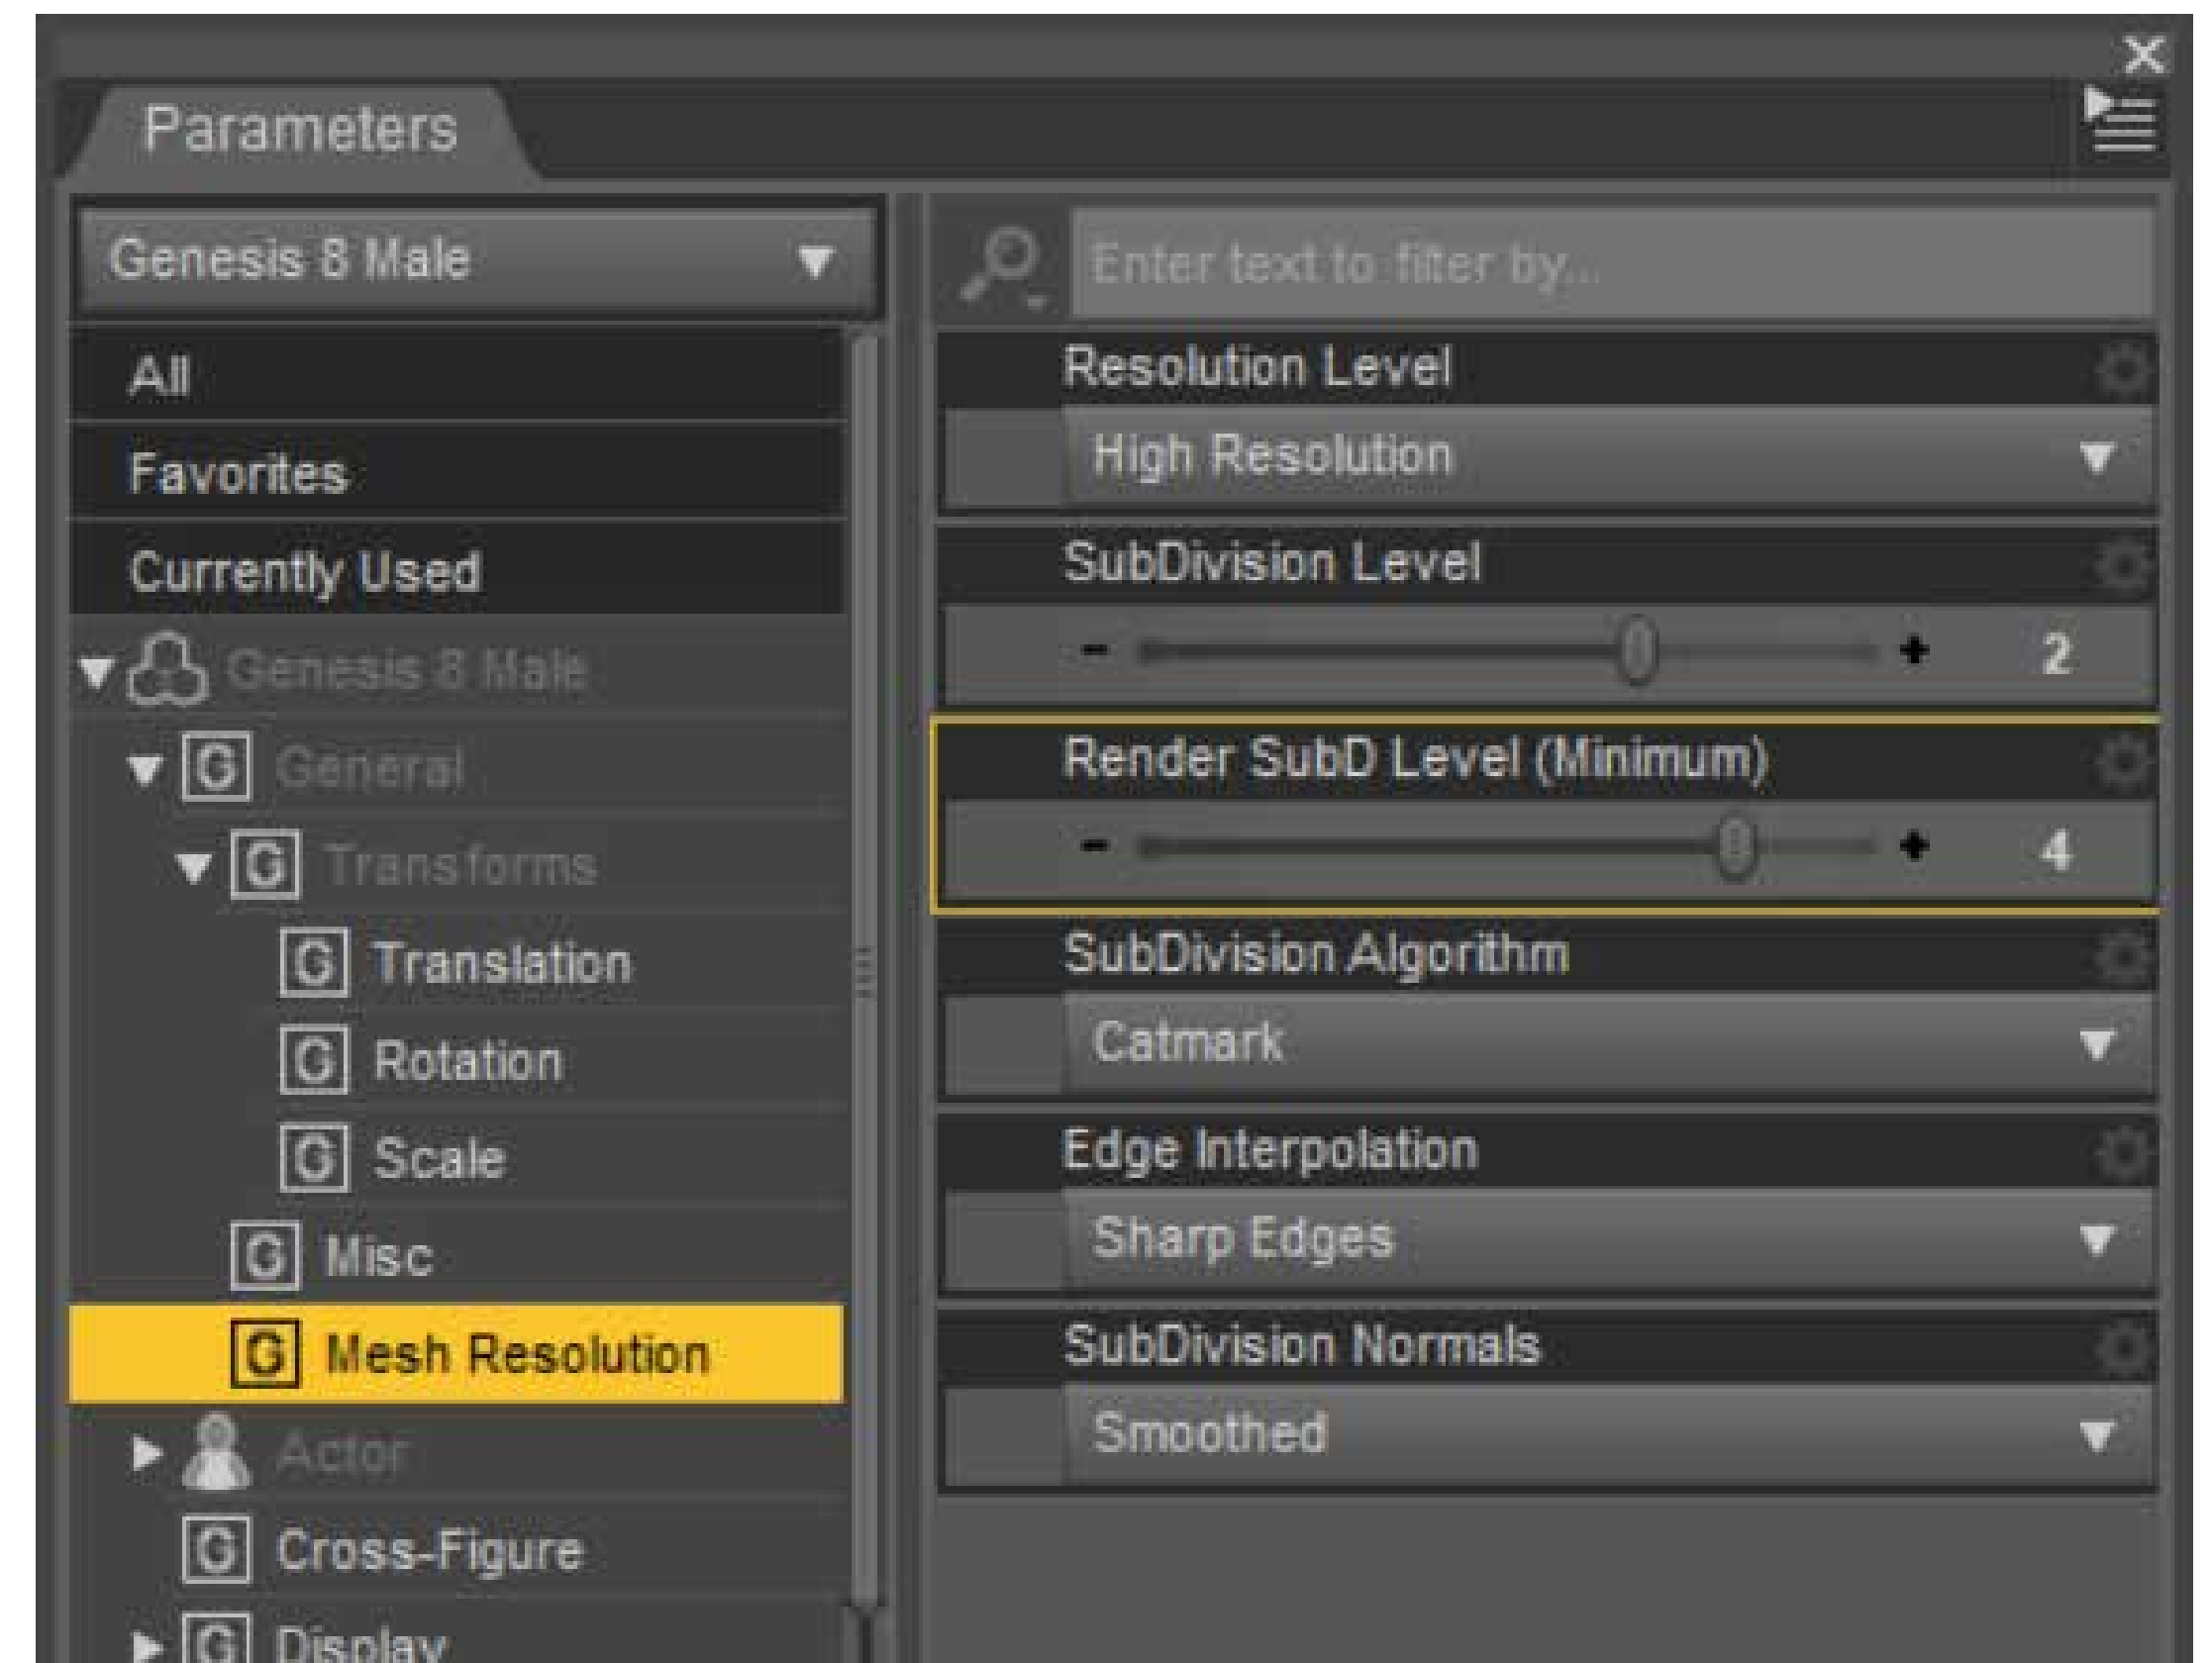 Parameters
Genesis 8 Male
All
Favorites
Currently Used
Genesis 8 Male
G General
G Transforms
G Translation
G Rotation
G Scale
G Misc
G Mesh Resolution
Actor
G Cross-Figure
G Display
Enter text to filter by...
Resolution Level
High Resolution
SubDivision Level
- + 2
Render SubD Level (Minimum)
- + 4
SubDivision Algorithm
Catmark
Edge Interpolation
Sharp Edges
SubDivision Normals
Smoothed